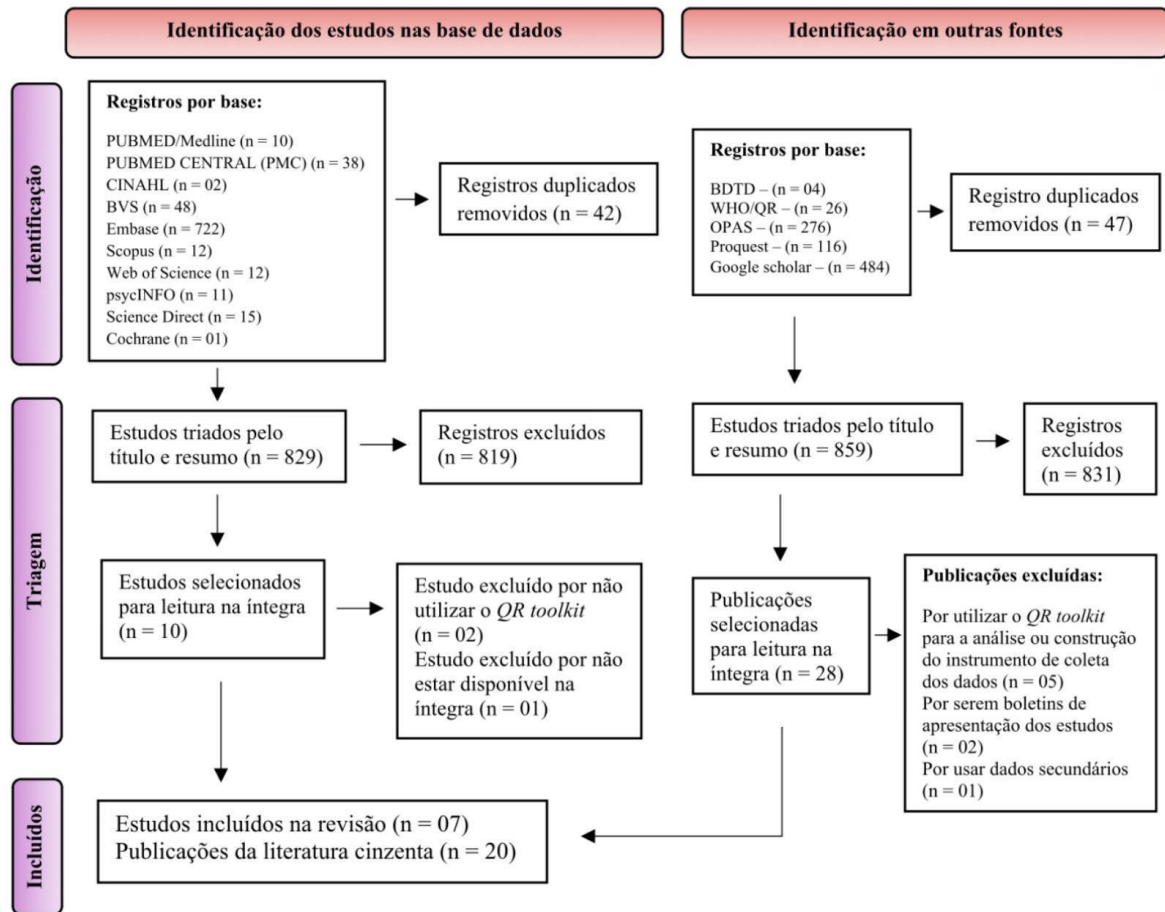 Identificação dos estudos nas base de dados
Identificação em outras fontes
Identificação
Registros por base:
PUBMED/Medline (n = 10)
PUBMED CENTRAL (PMC) (n = 38)
CINAHL (n = 02)
BVS (n = 48)
Embase (n = 722)
Scopus (n = 12)
Web of Science (n = 12)
psycINFO (n = 11)
Science Direct (n = 15)
Cochrane (n = 01)
Registros duplicados
removidos (n = 42)
Registros por base:
BDTD – (n = 04)
WHO/QR – (n = 26)
OPAS – (n = 276)
Proquest – (n = 116)
Google scholar – (n = 484)
Registro duplicados
removidos (n = 47)
Triagem
Estudos triados pelo
título e resumo (n = 829)
Registros excluídos
(n = 819)
Estudos triados pelo título
e resumo (n = 859)
Registros
excluídos
(n = 831)
Estudos selecionados
para leitura na íntegra
(n = 10)
Estudo excluído por não
utilizar o QR toolkit
(n = 02)
Estudo excluído por não
estar disponível na
íntegra (n = 01)
Publicações
selecionadas
para leitura na
íntegra (n = 28)
Publicações excluídas:
Por utilizar o QR toolkit
para a análise ou construção
do instrumento de coleta
dos dados (n = 05)
Por serem boletins de
apresentação dos estudos
(n = 02)
Por usar dados secundários
(n = 01)
Incluídos
Estudos incluídos na revisão (n = 07)
Publicações da literatura cinzenta (n = 20)